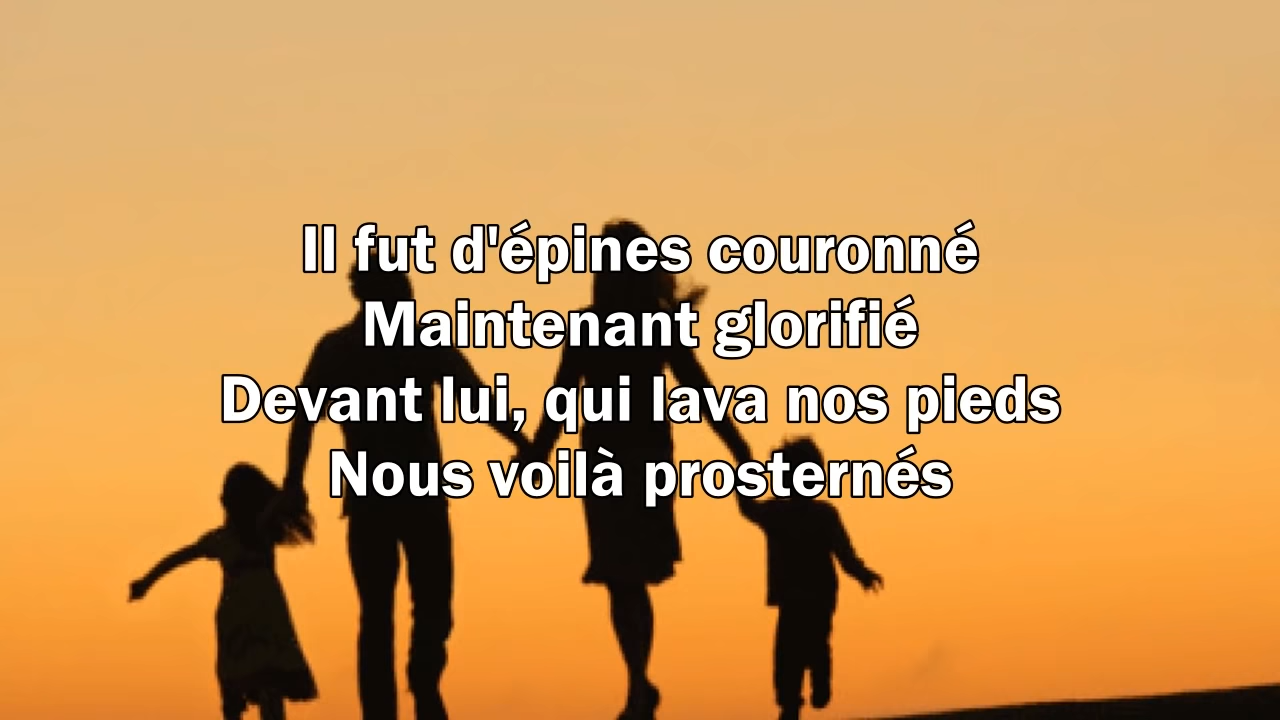 Il fut d'épines couronné
Maintenant glorifié
Devant lui, qui lava nos pieds
Nous voilà prosternés